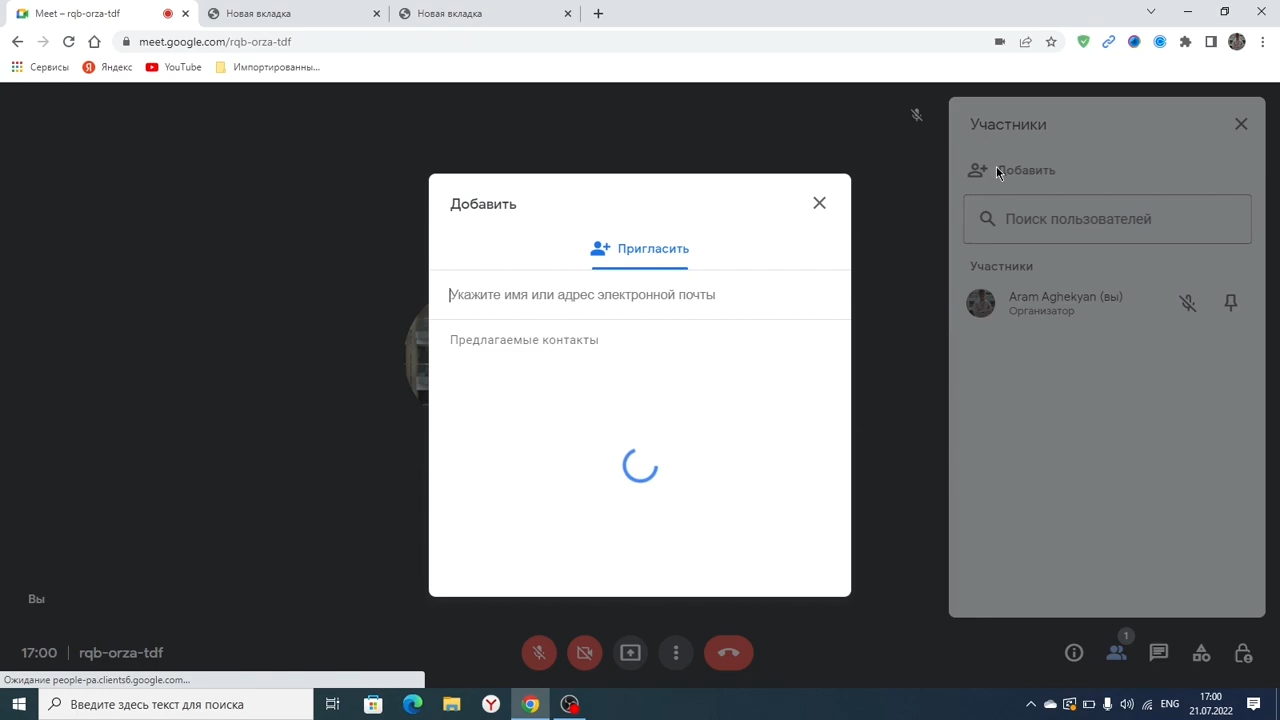 Meet – rqb-orza-tdf
Новая вкладка
Новая вкладка
meet.google.com/rqb-orza-tdf
Сервисы
Яндекс
YouTube
Импортированны...
Участники
Добавить
Поиск пользователей
Участники
Aram Aghekyan (вы)
Организатор
Добавить
Пригласить
Укажите имя или адрес электронной почты
Предлагаемые контакты
Вы
17:00 | rqb-orza-tdf
1
Ожидание people-pa.clients6.google.com...
Введите здесь текст для поиска
ENG
17:00
21.07.2022